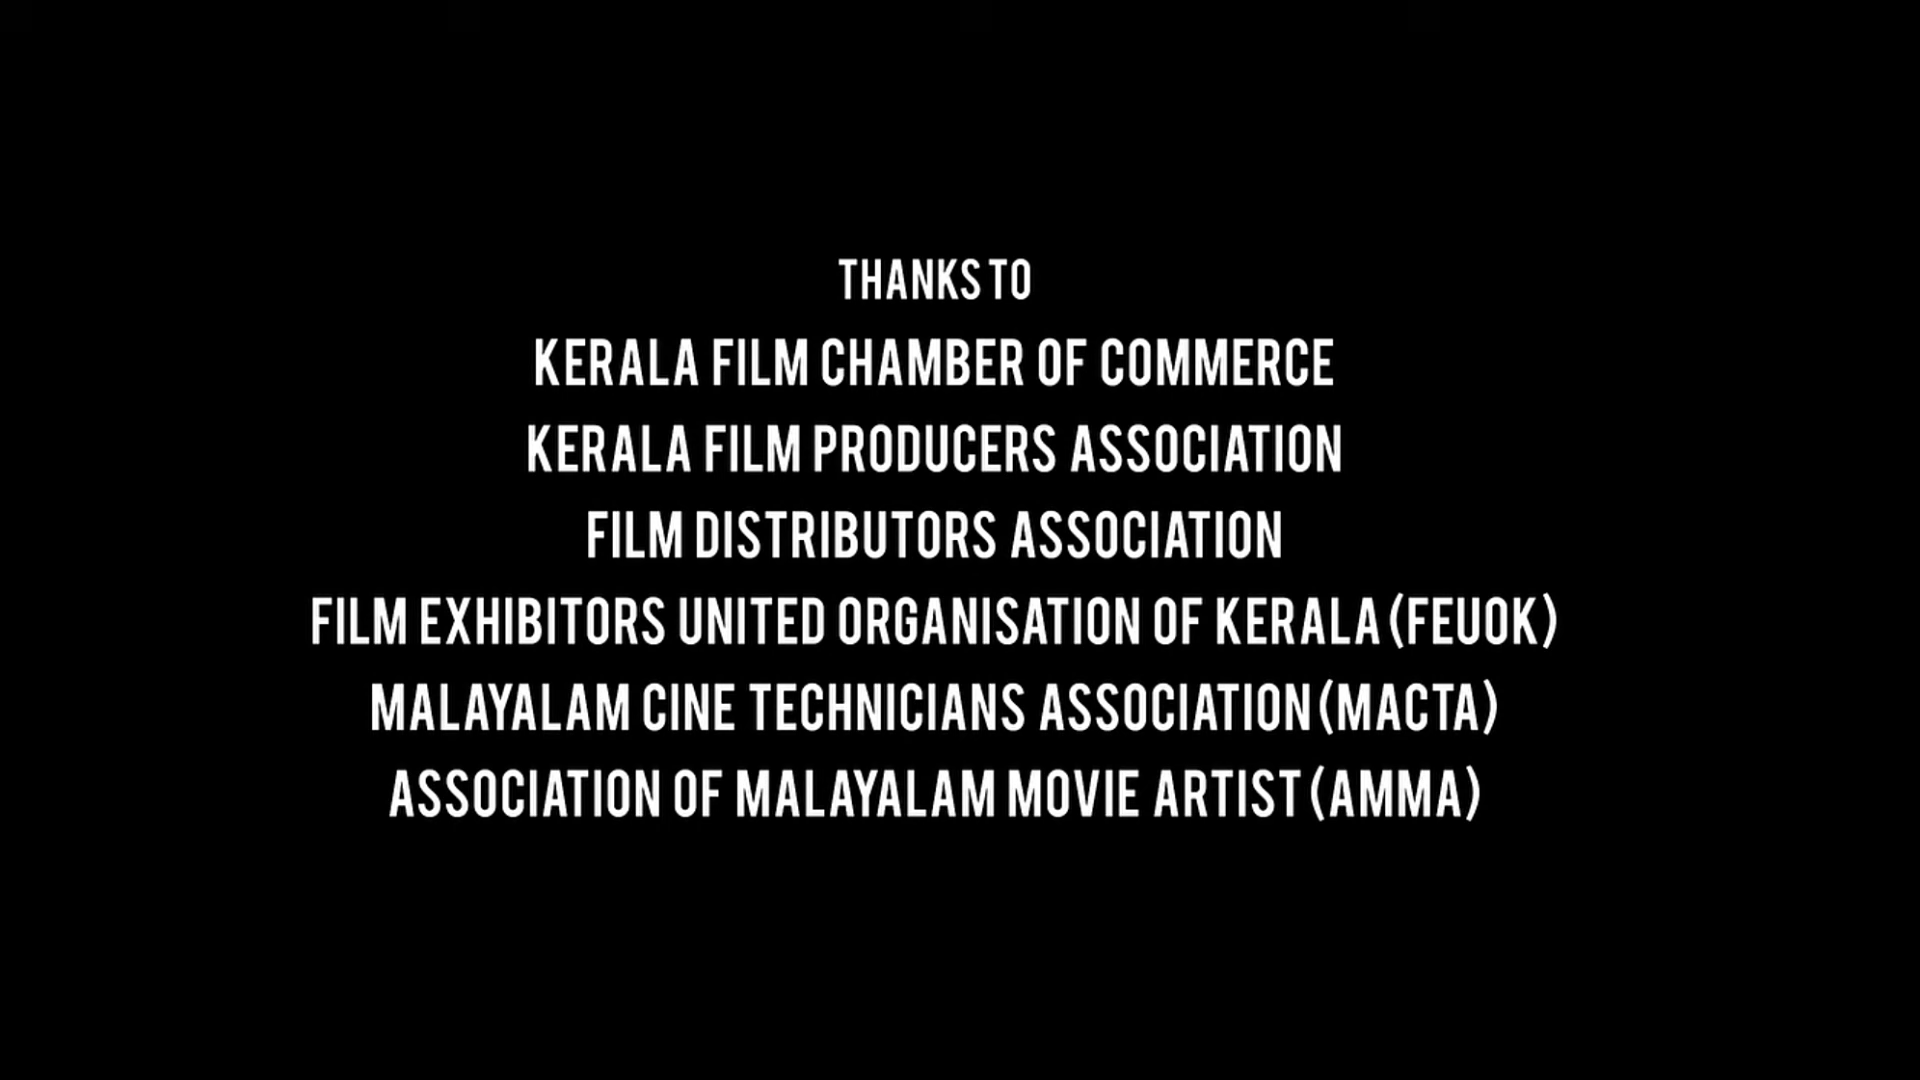 THANKS TO
KERALA FILM CHAMBER OF COMMERCE
KERALA FILM PRODUCERS ASSOCIATION
FILM DISTRIBUTORS ASSOCIATION
FILM EXHIBITORS UNITED ORGANISATION OF KERALA (FEUOK)
MALAYALAM CINE TECHNICIANS ASSOCIATION (MACTA)
ASSOCIATION OF MALAYALAM MOVIE ARTIST (AMMA)